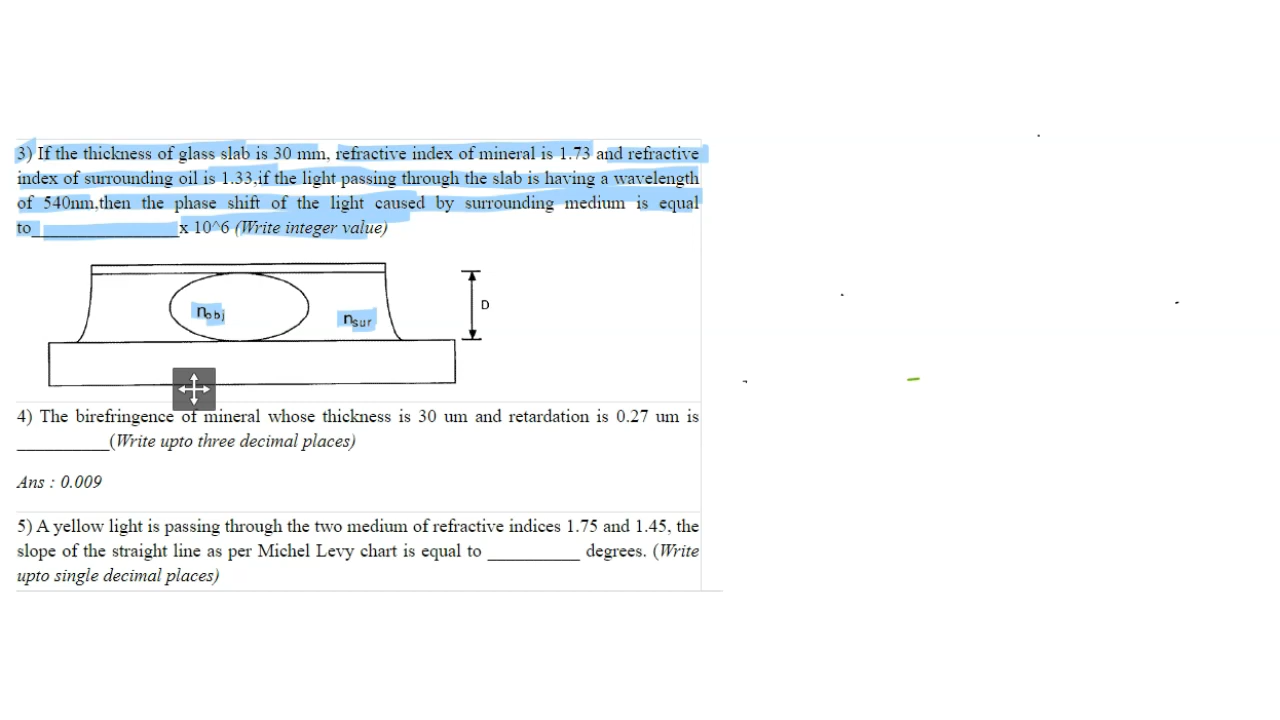 3) If the thickness of glass slab is 30 mm, refractive index of mineral is 1.73 and refractive
index of surrounding oil is 1.33,if the light passing through the slab is having a wavelength
of 540nm,then the phase shift of the light caused by surrounding medium is equal
to_________________x 10^6 (Write integer value)
nobj
nsur
D
4) The birefringence of mineral whose thickness is 30 um and retardation is 0.27 um is
__________(Write upto three decimal places)
Ans : 0.009
5) A yellow light is passing through the two medium of refractive indices 1.75 and 1.45, the
slope of the straight line as per Michel Levy chart is equal to __________ degrees. (Write
upto single decimal places)